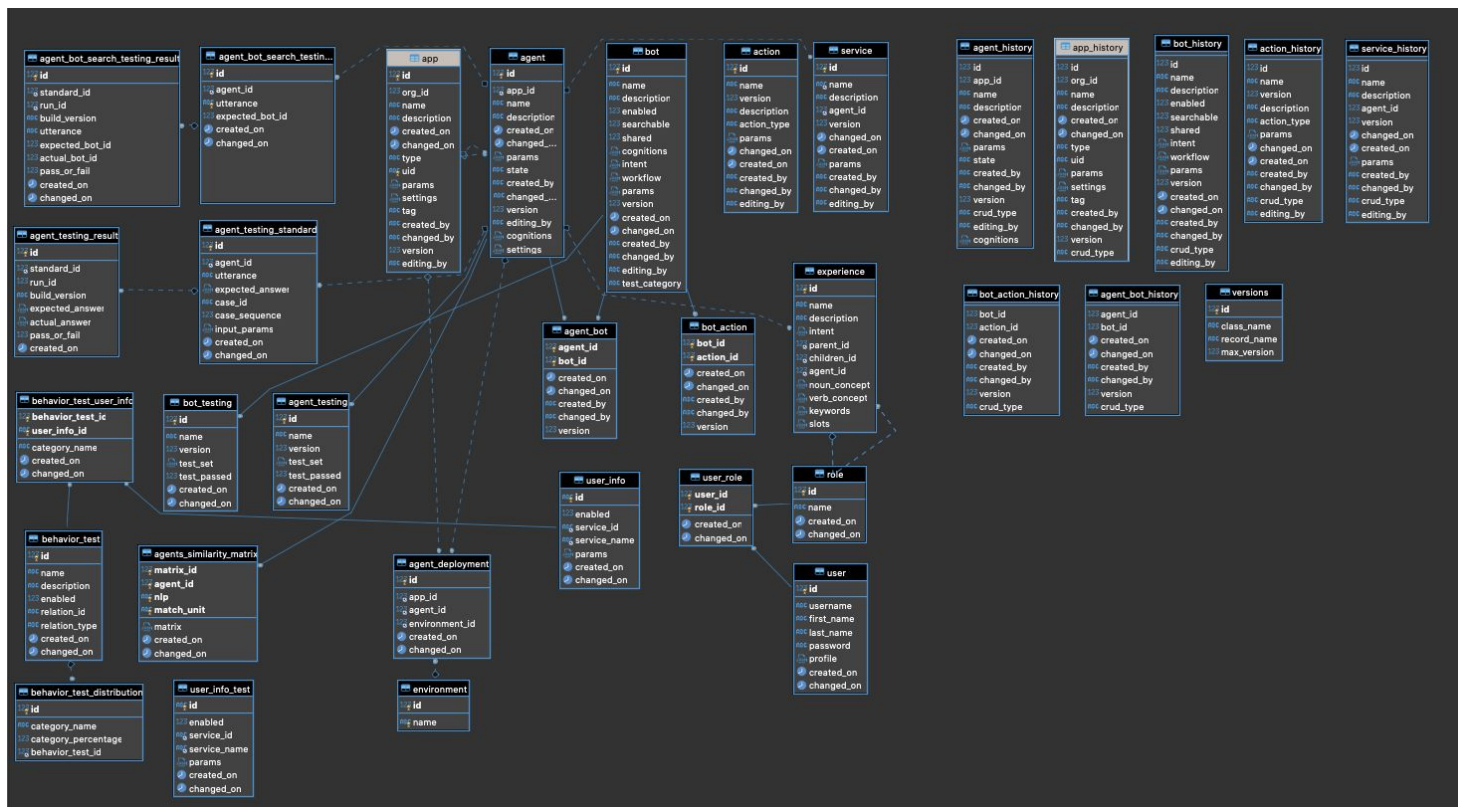 agent_bot_search_testing_result
id
standard_id
run_id
build_version
utterance
expected_bot_id
actual_bot_id
pass_or_fail
created_on
changed_on
agent_bot_search_testin...
id
agent_id
utterance
expected_bot_id
created_on
changed_on
app
id
org_id
name
description
created_on
changed_on
type
uid
params
settings
tag
created_by
changed_by
version
editing_by
agent
id
app_id
name
description
created_on
changed_...
params
state
created_by
changed_...
version
editing_by
cognitions
settings
bot
id
name
description
enabled
searchable
shared
cognitions
intent
workflow
params
version
created_on
changed_on
created_by
changed_by
editing_by
test_category
action
id
name
version
description
action_type
params
changed_on
created_on
created_by
changed_by
editing_by
service
id
name
description
agent_id
version
changed_on
created_on
params
created_by
changed_by
editing_by
agent_history
id
app_id
name
description
created_on
changed_on
params
state
created_by
changed_by
version
crud_type
editing_by
cognitions
app_history
id
org_id
name
description
created_on
changed_on
type
uid
params
settings
tag
created_by
changed_by
version
crud_type
bot_history
id
name
description
enabled
searchable
shared
intent
workflow
params
version
created_on
changed_on
created_by
changed_by
crud_type
editing_by
action_history
id
name
version
description
action_type
params
changed_on
created_on
created_by
changed_by
crud_type
editing_by
service_history
id
name
description
agent_id
version
changed_on
created_on
params
created_by
changed_by
crud_type
editing_by
agent_testing_result
id
standard_id
run_id
build_version
expected_answer
actual_answer
pass_or_fail
created_on
agent_testing_standard
id
agent_id
utterance
expected_answer
case_id
case_sequence
input_params
created_on
changed_on
experience
id
name
description
intent
parent_id
children_id
agent_id
noun_concept
verb_concept
keywords
slots
bot_action_history
bot_id
action_id
created_on
changed_on
created_by
changed_by
version
crud_type
agent_bot_history
agent_id
bot_id
created_on
changed_on
created_by
changed_by
version
crud_type
versions
id
class_name
record_name
max_version
agent_bot
agent_id
bot_id
created_on
changed_on
created_by
changed_by
version
bot_action
bot_id
action_id
created_on
changed_on
created_by
changed_by
version
behavior_test_user_info
behavior_test_id
user_info_id
category_name
created_on
changed_on
bot_testing
id
name
version
test_set
test_passed
created_on
changed_on
agent_testing
id
name
version
test_set
test_passed
created_on
changed_on
user_info
id
enabled
service_id
service_name
params
created_on
changed_on
user_role
user_id
role_id
created_on
changed_on
role
id
name
created_on
changed_on
behavior_test
id
name
description
enabled
relation_id
relation_type
created_on
changed_on
agents_similarity_matrix
matrix_id
agent_id
nlp
match_unit
matrix
created_on
changed_on
agent_deployment
id
app_id
agent_id
environment_id
created_on
changed_on
user
id
username
first_name
last_name
password
profile
created_on
changed_on
behavior_test_distribution
id
category_name
category_percentage
behavior_test_id
user_info_test
id
enabled
service_id
service_name
params
created_on
changed_on
environment
id
name